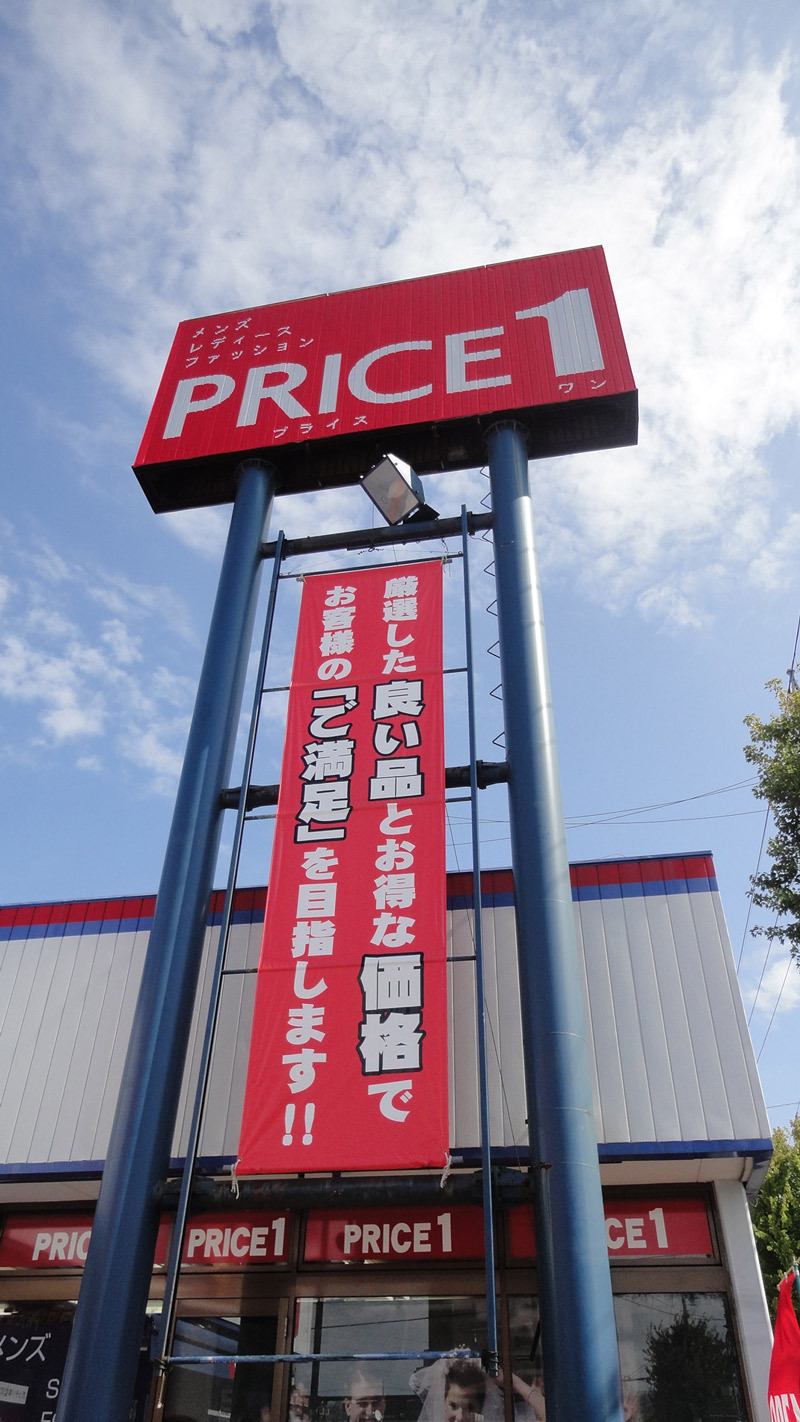 メンズ
レディース
ファッション
PRICE1
プライス ワン
厳選した良い品とお得な価格で
お客様の「ご満足」を目指します!!
PRIC
PRICE1
PRICE1
CE1
メンズ